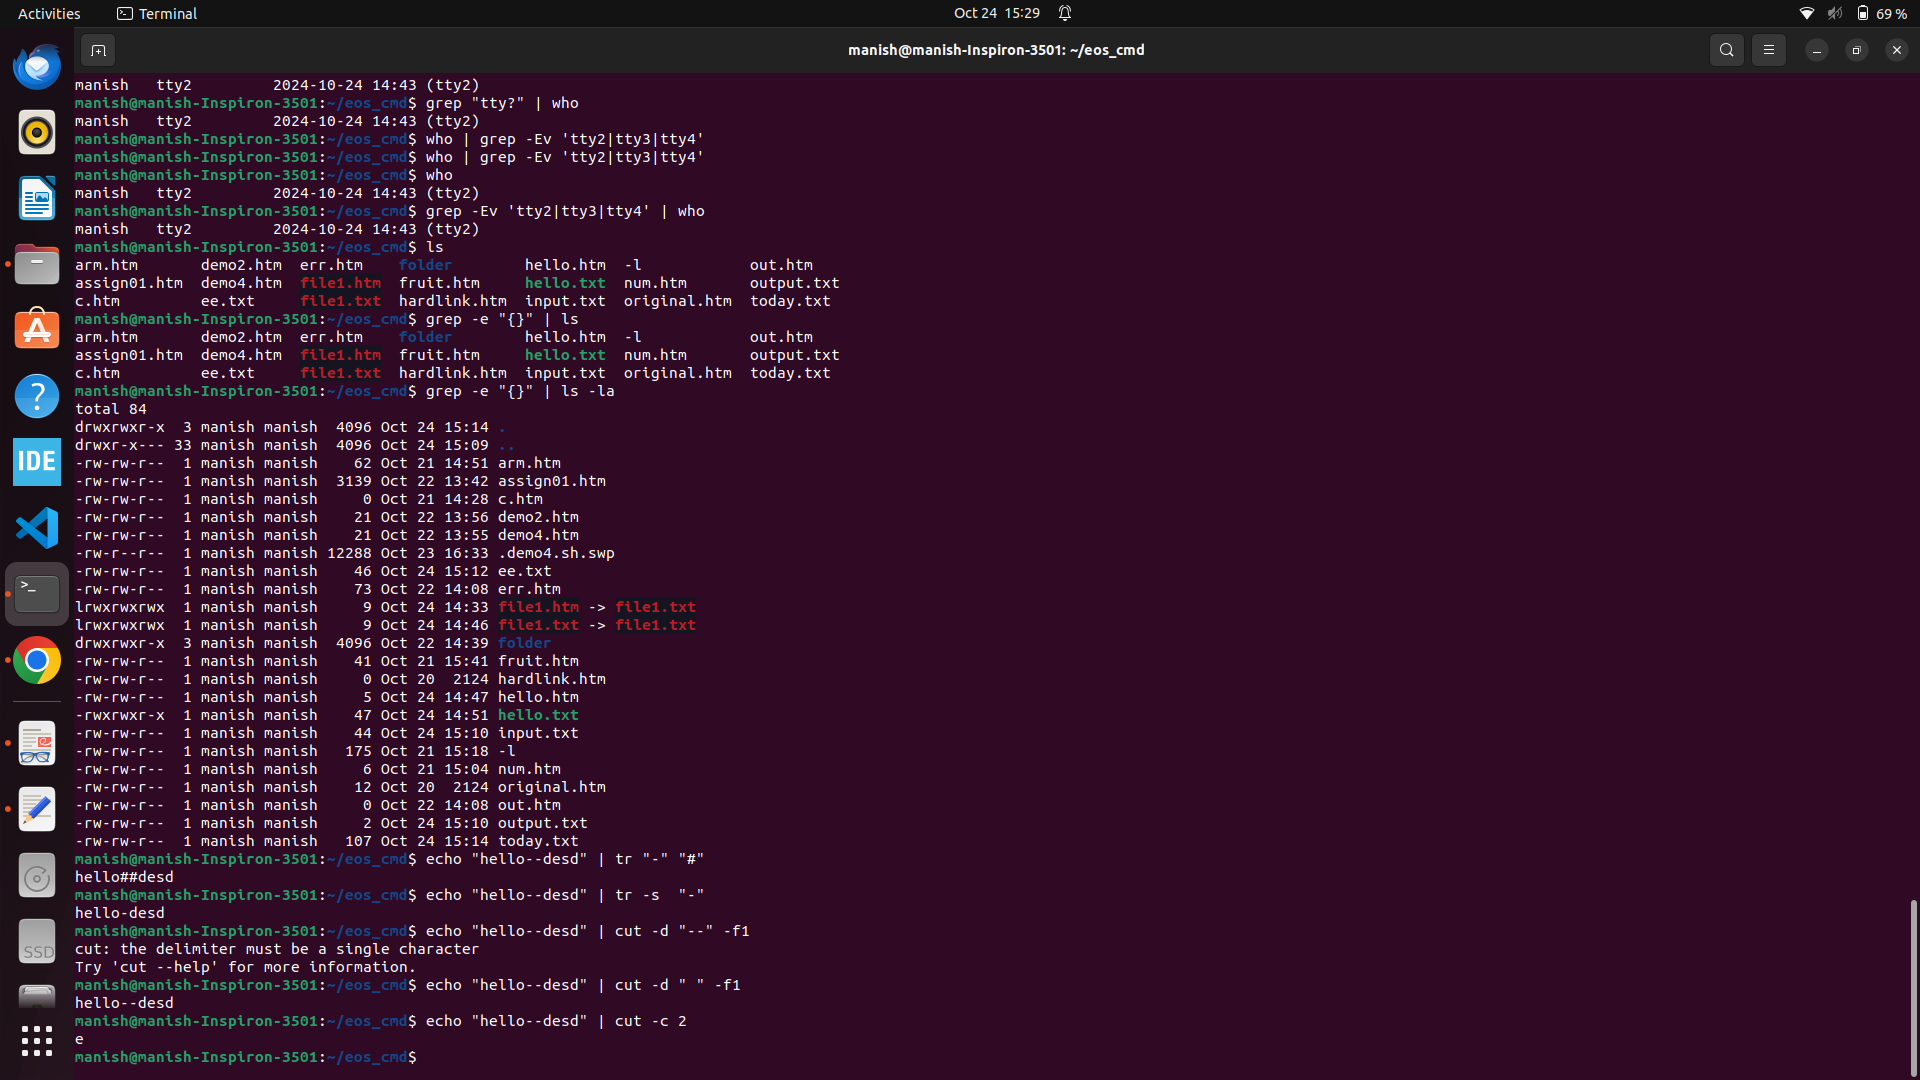 Activities
Terminal
Oct 24  15:29
69 %
manish@manish-Inspiron-3501: ~/eos_cmd
manish   tty2         2024-10-24 14:43 (tty2)
manish@manish-Inspiron-3501:~/eos_cmd$ grep "tty?" | who
manish   tty2         2024-10-24 14:43 (tty2)
manish@manish-Inspiron-3501:~/eos_cmd$ who | grep -Ev 'tty2|tty3|tty4'
manish@manish-Inspiron-3501:~/eos_cmd$ who | grep -Ev 'tty2|tty3|tty4'
manish@manish-Inspiron-3501:~/eos_cmd$ who
manish   tty2         2024-10-24 14:43 (tty2)
manish@manish-Inspiron-3501:~/eos_cmd$ grep -Ev 'tty2|tty3|tty4' | who
manish   tty2         2024-10-24 14:43 (tty2)
manish@manish-Inspiron-3501:~/eos_cmd$ ls
arm.htm       demo2.htm  err.htm    folder        hello.htm  -l            out.htm
assign01.htm  demo4.htm  file1.htm  fruit.htm     hello.txt  num.htm       output.txt
c.htm         ee.txt     file1.txt  hardlink.htm  input.txt  original.htm  today.txt
manish@manish-Inspiron-3501:~/eos_cmd$ grep -e "{}" | ls
arm.htm       demo2.htm  err.htm    folder        hello.htm  -l            out.htm
assign01.htm  demo4.htm  file1.htm  fruit.htm     hello.txt  num.htm       output.txt
c.htm         ee.txt     file1.txt  hardlink.htm  input.txt  original.htm  today.txt
manish@manish-Inspiron-3501:~/eos_cmd$ grep -e "{}" | ls -la
total 84
drwxrwxr-x  3 manish manish  4096 Oct 24 15:14 .
drwxr-x--- 33 manish manish  4096 Oct 24 15:09 ..
-rw-rw-r--  1 manish manish    62 Oct 21 14:51 arm.htm
-rw-rw-r--  1 manish manish  3139 Oct 22 13:42 assign01.htm
-rw-rw-r--  1 manish manish     0 Oct 21 14:28 c.htm
-rw-rw-r--  1 manish manish    21 Oct 22 13:56 demo2.htm
-rw-rw-r--  1 manish manish    21 Oct 22 13:55 demo4.htm
-rw-r--r--  1 manish manish 12288 Oct 23 16:33 .demo4.sh.swp
-rw-rw-r--  1 manish manish    46 Oct 24 15:12 ee.txt
-rw-rw-r--  1 manish manish    73 Oct 22 14:08 err.htm
lrwxrwxrwx  1 manish manish     9 Oct 24 14:33 file1.htm -> file1.txt
lrwxrwxrwx  1 manish manish     9 Oct 24 14:46 file1.txt -> file1.txt
drwxrwxr-x  3 manish manish  4096 Oct 22 14:39 folder
-rw-rw-r--  1 manish manish    41 Oct 21 15:41 fruit.htm
-rw-rw-r--  1 manish manish     0 Oct 20  2124 hardlink.htm
-rw-rw-r--  1 manish manish     5 Oct 24 14:47 hello.htm
-rwxrwxr-x  1 manish manish    47 Oct 24 14:51 hello.txt
-rw-rw-r--  1 manish manish    44 Oct 24 15:10 input.txt
-rw-rw-r--  1 manish manish   175 Oct 21 15:18 -l
-rw-rw-r--  1 manish manish     6 Oct 21 15:04 num.htm
-rw-rw-r--  1 manish manish    12 Oct 20  2124 original.htm
-rw-rw-r--  1 manish manish     0 Oct 22 14:08 out.htm
-rw-rw-r--  1 manish manish     2 Oct 24 15:10 output.txt
-rw-rw-r--  1 manish manish   107 Oct 24 15:14 today.txt
manish@manish-Inspiron-3501:~/eos_cmd$ echo "hello--desd" | tr "-" "#"
hello##desd
manish@manish-Inspiron-3501:~/eos_cmd$ echo "hello--desd" | tr -s  "-"
hello-desd
manish@manish-Inspiron-3501:~/eos_cmd$ echo "hello--desd" | cut -d "--" -f1
cut: the delimiter must be a single character
Try 'cut --help' for more information.
manish@manish-Inspiron-3501:~/eos_cmd$ echo "hello--desd" | cut -d " " -f1
hello--desd
manish@manish-Inspiron-3501:~/eos_cmd$ echo "hello--desd" | cut -c 2
e
manish@manish-Inspiron-3501:~/eos_cmd$
IDE
SSD